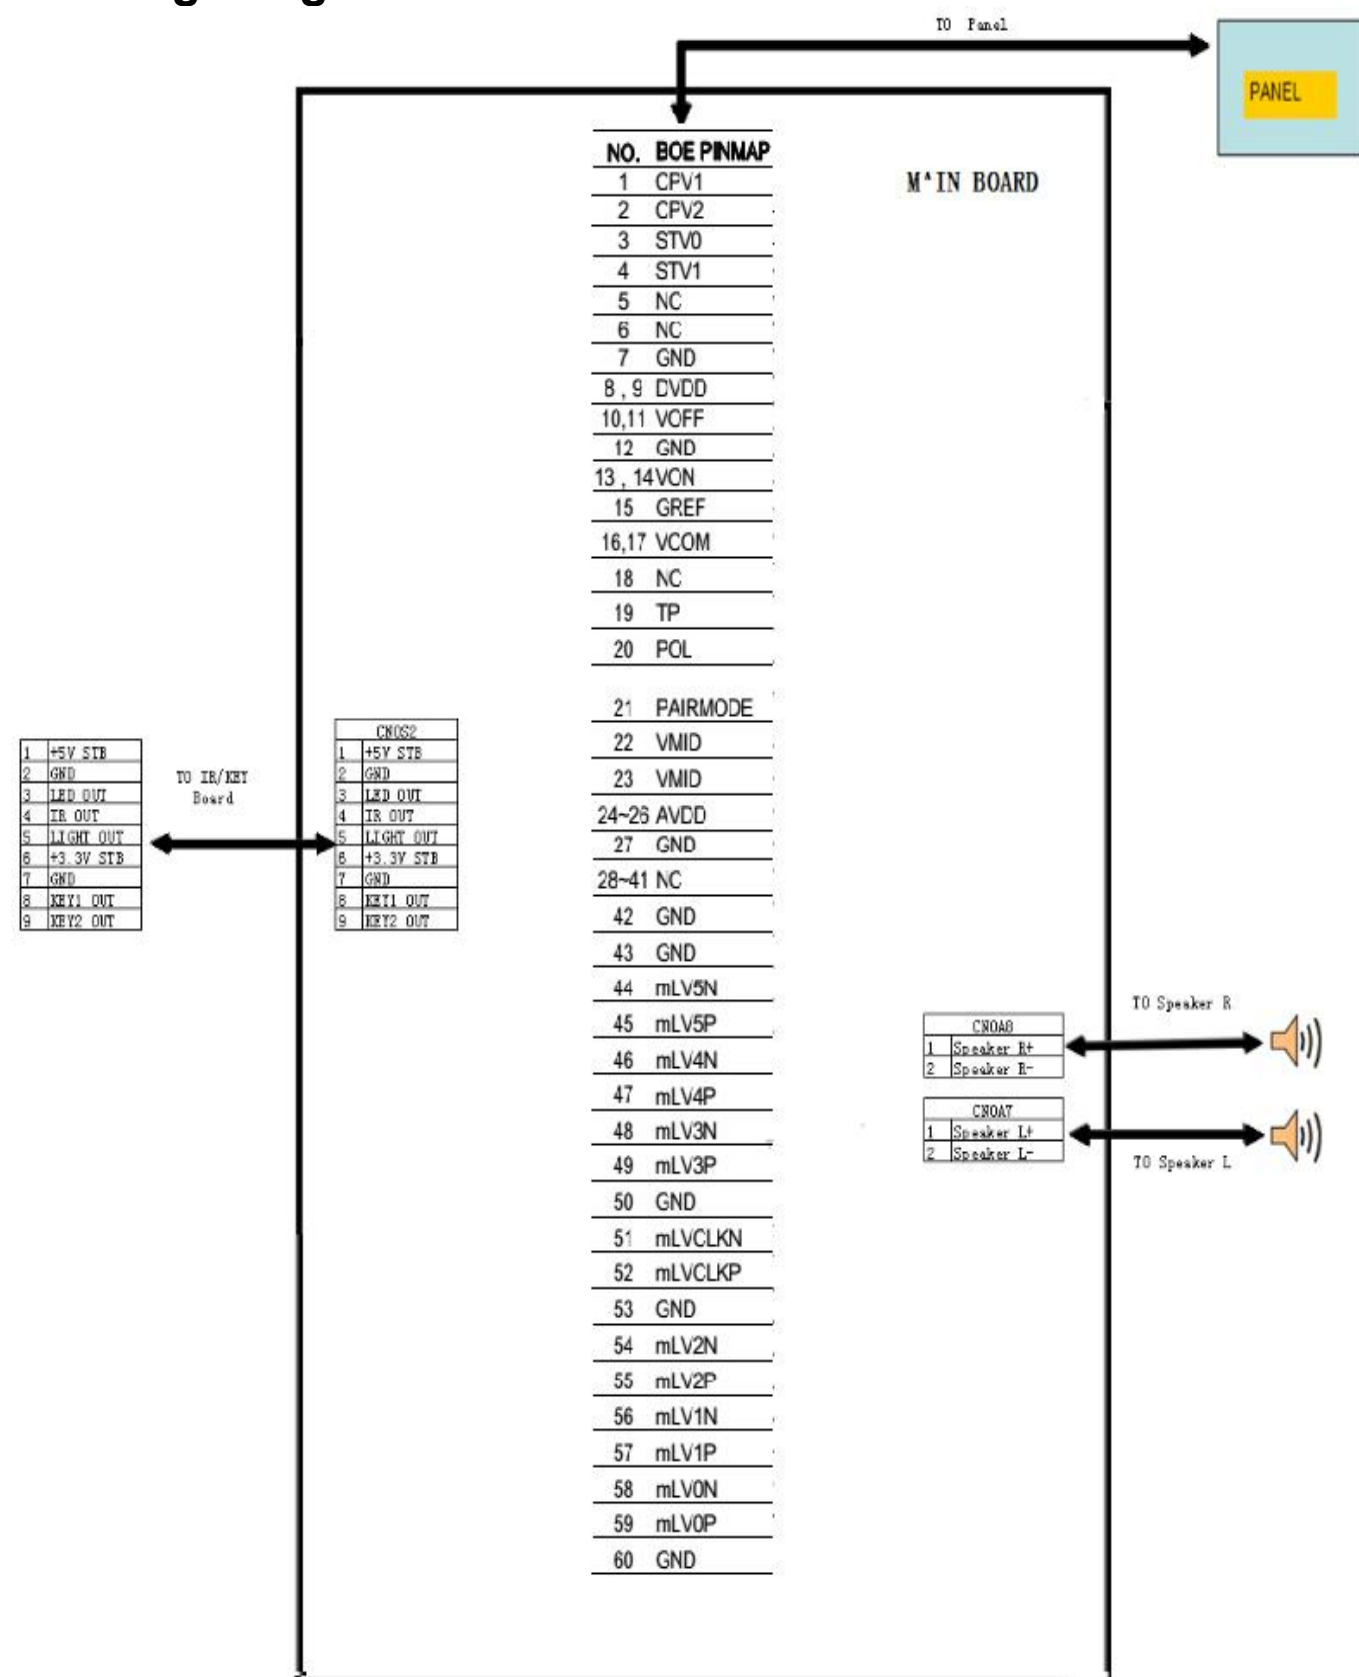 TO Panel
PANEL
NO. BOE PINMAP
M^IN BOARD
1 CPV1
2 CPV2
3 STV0
4 STV1
5 NC
6 NC
7 GND
8 , 9 DVDD
10,11 VOFF
12 GND
13 , 14 VON
15 GREF
16,17 VCOM
18 NC
19 TP
20 POL
21 PAIRMODE
22 VMID
23 VMID
24~26 AVDD
27 GND
28~41 NC
42 GND
43 GND
44 mLV5N
45 mLV5P
46 mLV4N
47 mLV4P
48 mLV3N
49 mLV3P
50 GND
51 mLVCLKN
52 mLVCLKP
53 GND
54 mLV2N
55 mLV2P
56 mLV1N
57 mLV1P
58 mLV0N
59 mLV0P
60 GND
1 +5V STB
2 GND
3 LED OUT
4 IR OUT
5 LIGHT OUT
6 +3.3V STB
7 GND
8 KEY1 OUT
9 KEY2 OUT
TO IR/KEY
Board
CN0S2
1 +5V STB
2 GND
3 LED OUT
4 IR OUT
5 LIGHT OUT
6 +3.3V STB
7 GND
8 KEY1 OUT
9 KEY2 OUT
TO Speaker R
CN0A8
1 Speaker R+
2 Speaker R-
CN0A7
1 Speaker L+
2 Speaker L-
TO Speaker L